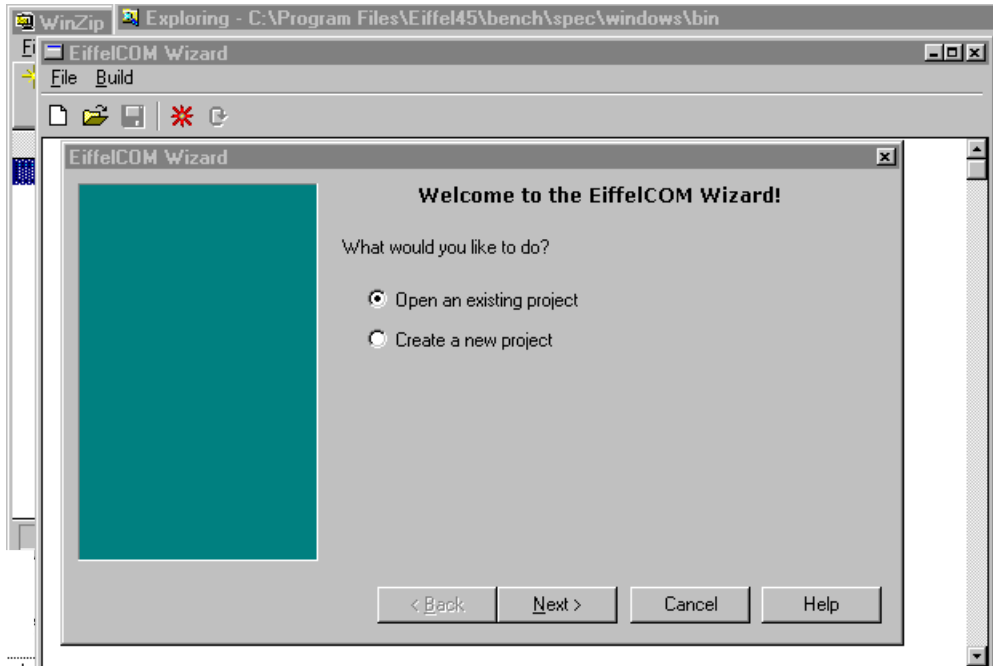 WinZip
Exploring - C:\Program Files\Eiffel45\bench\spec\windows\bin
Fi
EiffelCOM Wizard
File Build
EiffelCOM Wizard
Welcome to the EiffelCOM Wizard!
What would you like to do?
Open an existing project
Create a new project
< Back
Next >
Cancel
Help